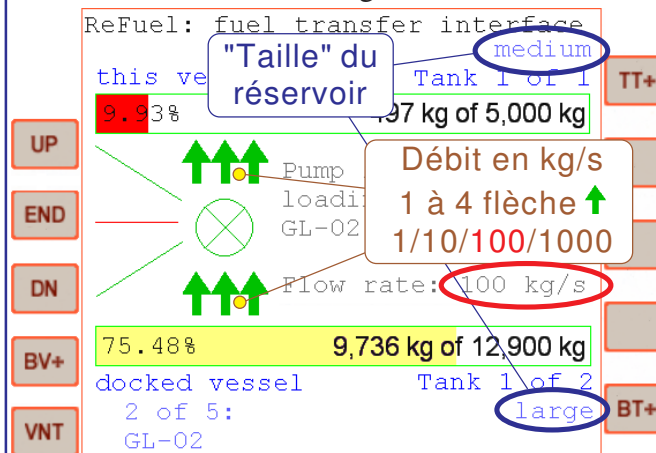 ReFuel: fuel transfer interface
medium
"Taille" du
réservoir
this ve
Tank 1 of 1
TT+
9.93%
497 kg of 5,000 kg
UP
Pump
loadi
GL-02
Débit en kg/s
1 à 4 flèche
1/10/100/1000
END
DN
Flow rate: 100 kg/s
75.48%
9,736 kg of 12,900 kg
BV+
docked vessel
Tank 1 of 2
2 of 5:
large
BT+
GL-02
VNT